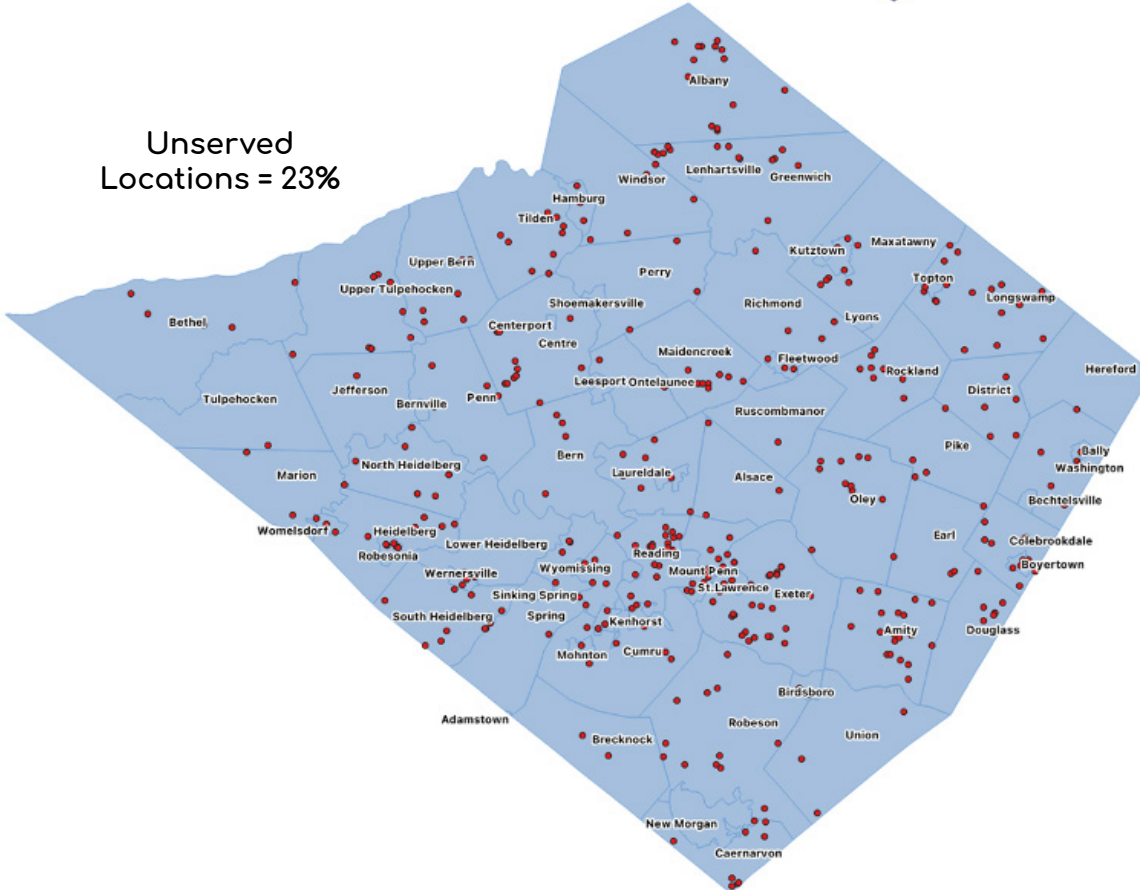 Unserved
Locations = 23%
Albany
Windsor
Lenhartsville
Greenwich
Hamburg
Tilden
Kutztown
Maxatawny
Upper Bern
Perry
Topton
Upper Tulpehocken
Longswamp
Shoemakersville
Richmond
Bethel
Centerport
Lyons
Centre
Maidencreek
Fleetwood
Hereford
Rockland
Leesport
Ontelaunee
Jefferson
District
Tulpehocken
Penn
Bernville
Ruscombmanor
Pike
Bern
Bally
North Heidelberg
Washington
Laureldale
Marion
Alsace
Oley
Bechtelsville
Womelsdorf
Heidelberg
Earl
Colebrookdale
Lower Heidelberg
Robesonia
Reading
Boyertown
Wyomissing
Mount Penn
Wernersville
St.Lawrence
Sinking Spring
Exeter
South Heidelberg
Spring
Kenhorst
Amity
Douglass
Mohnton
Cumru
Birdsboro
Adamstown
Robeson
Brecknock
Union
New Morgan
Caernarvon